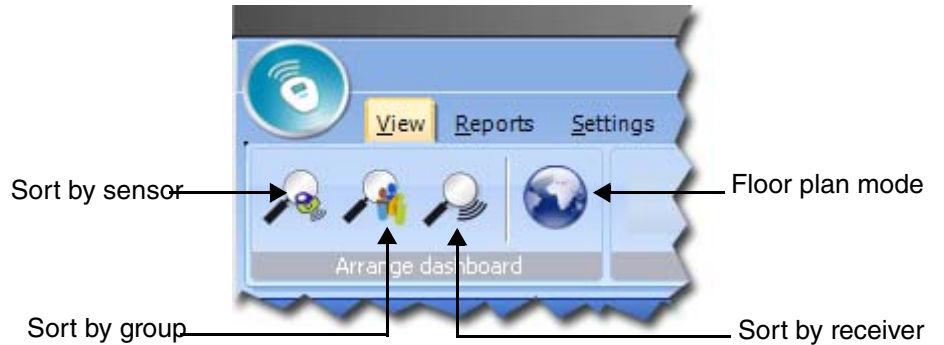 View Reports Settings
Sort by sensor
Floor plan mode
Arrange dashboard
Sort by group
Sort by receiver